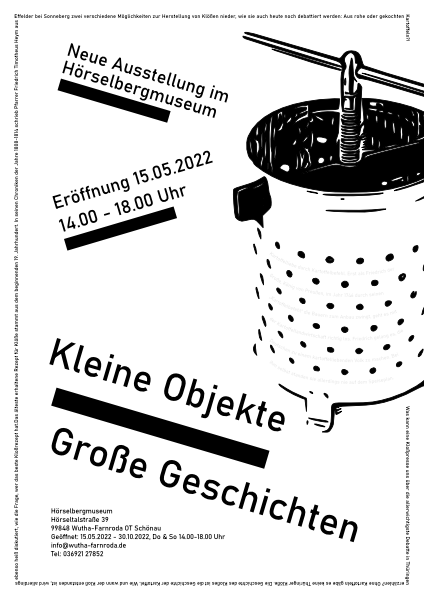 Effelder bei Sonneberg zwei verschiedene Möglichkeiten zur Herstellung von Klößen nieder, wie sie auch heute noch debattiert werden: Aus rohe oder gekochten
Kartoffeln?!
Neue Ausstellung im
Hörselbergmuseum
Eröffnung 15.05.2022
14.00 - 18.00 Uhr
Kleine Objekte
Große Geschichten
Hörselbergmuseum
Hörseltalstraße 39
99848 Wutha-Farnroda OT Schönau
Geöffnet: 15.05.2022 - 30.10.2022, Do & So 14.00-18.00 Uhr
info@wutha-farnroda.de
Tel: 036921 27852
Was kann eine Kloßpresse uns über die allerwichtigste Debatte in Thüringen
erzählen? Ohne Kartoffeln gäbe es keine Thüringer Klöße. Die Geschichte des Kloßes ist die Geschichte der Kartoffel. Wo und wann der Kloß entstanden ist, wird allerdings
ebenso heiß diskutiert, wie die Frage, wer das beste Kloßrezept hat. Das älteste erhaltene Rezept für Klöße stammt aus dem beginnenden 19. Jahrhundert. In seinen Chroniken der Jahre 1808-1814 schrieb Pfarrer Friedrich Timotheus Heym aus